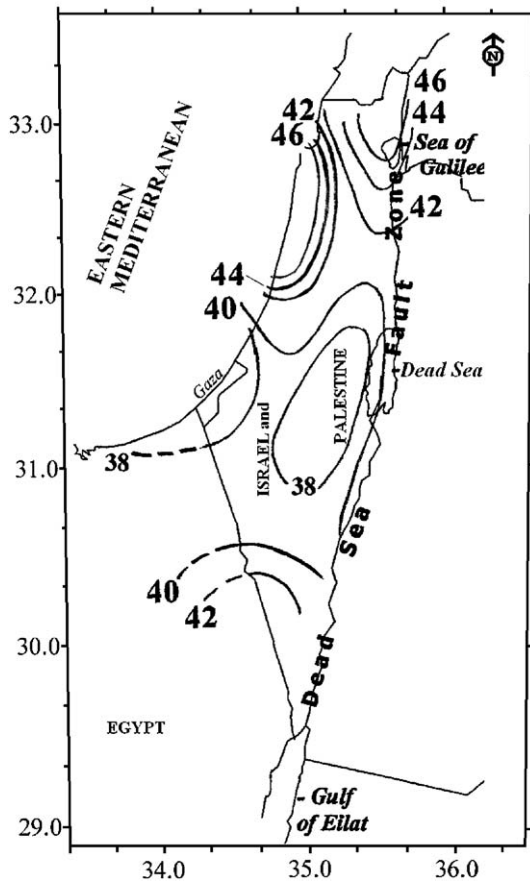 N
46
42
33.0
44
46
Sea of
Galilee
42
EASTERN
MEDITERRANEAN
44
32.0
40
Dead Sea
Gaza
PALESTINE
ISRAEL and
31.0
38
38
Dead Sea Fault Zone
40
42
30.0
EGYPT
Gulf
of Eilat
29.0
34.0
35.0
36.0